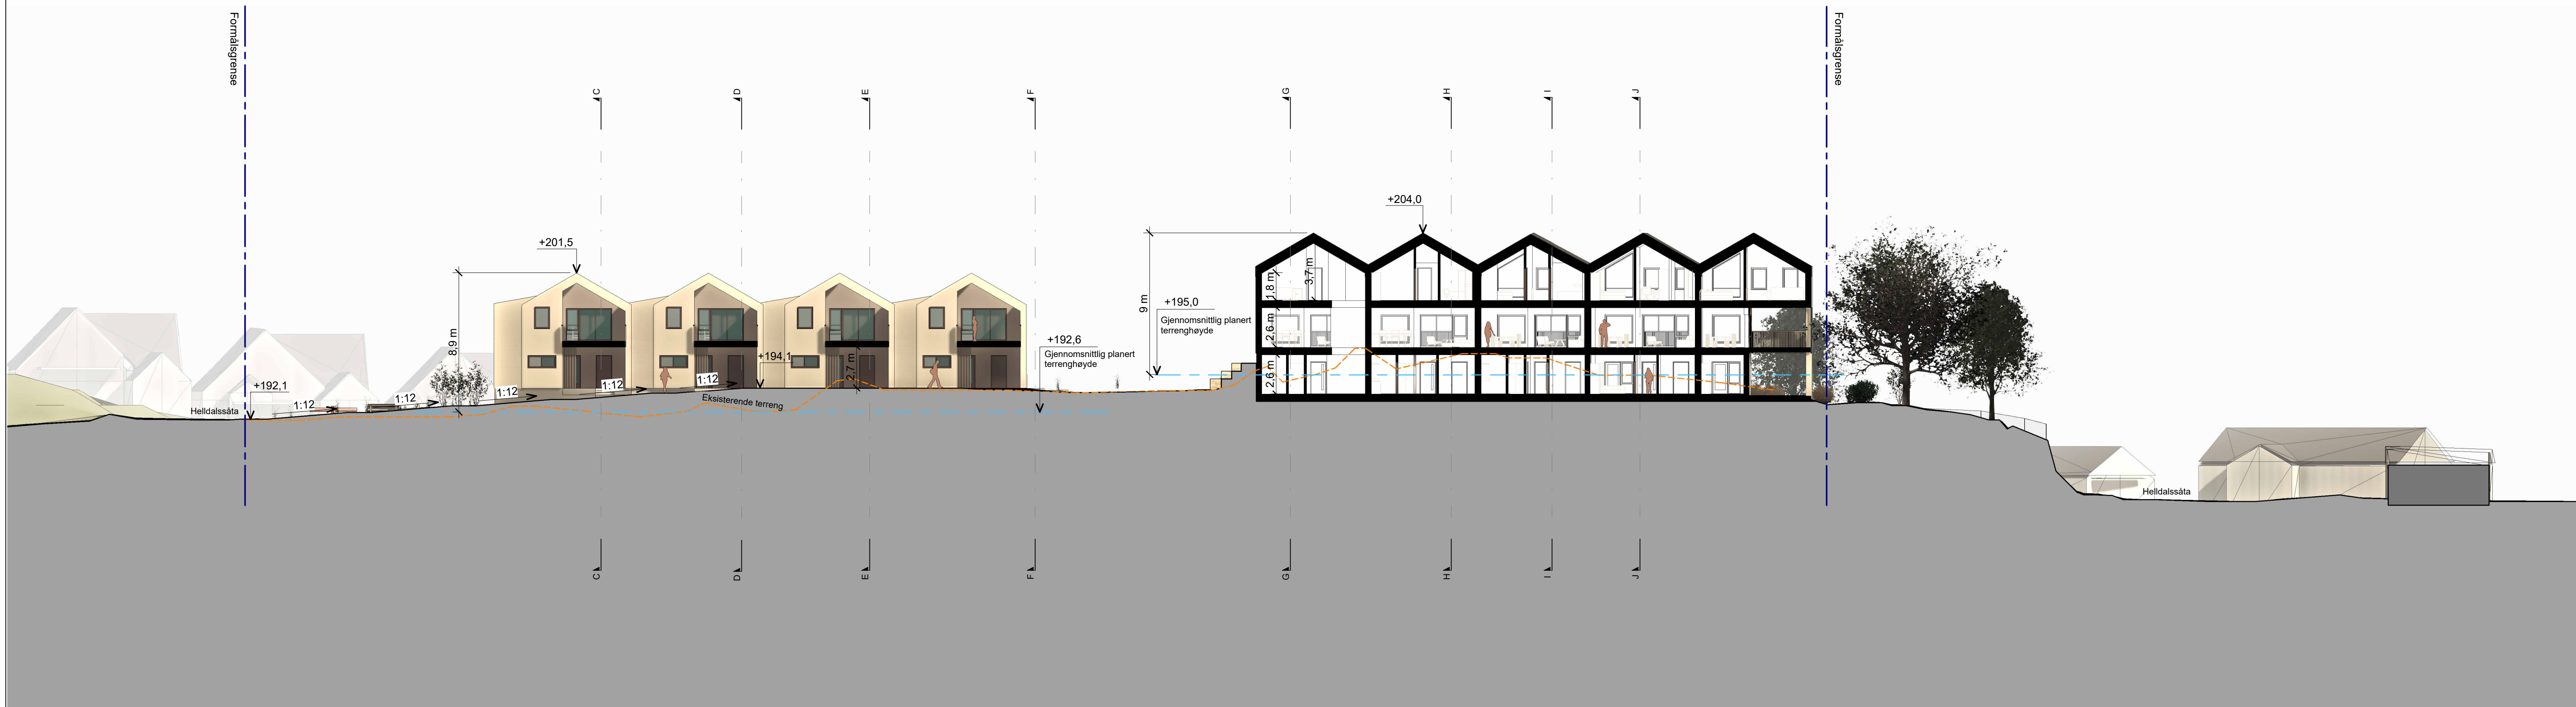 Formålsgrense
Formålsgrense
C
D
E
F
G
H
I
J
+204,0
+201,5
8,9 m
9 m
+195,0
Gjennomsnittlig planert
terrenghøyde
1,8 m
3,7 m
2,6 m
2,6 m
+192,6
Gjennomsnittlig planert
terrenghøyde
+194,1
2,7 m
+192,1
Helldalssåta
1:12
1:12
1:12
1:12
1:12
Eksisterende terreng
Helldalssåta
C
D
E
F
G
H
I
J